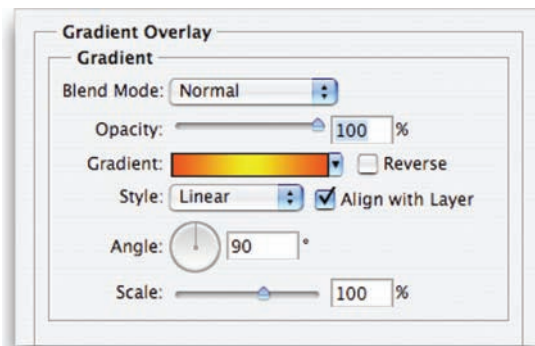 Gradient Overlay
Gradient
Blend Mode: Normal
Opacity: 100 %
Gradient: Reverse
Style: Linear Align with Layer
Angle: 90 °
Scale: 100 %